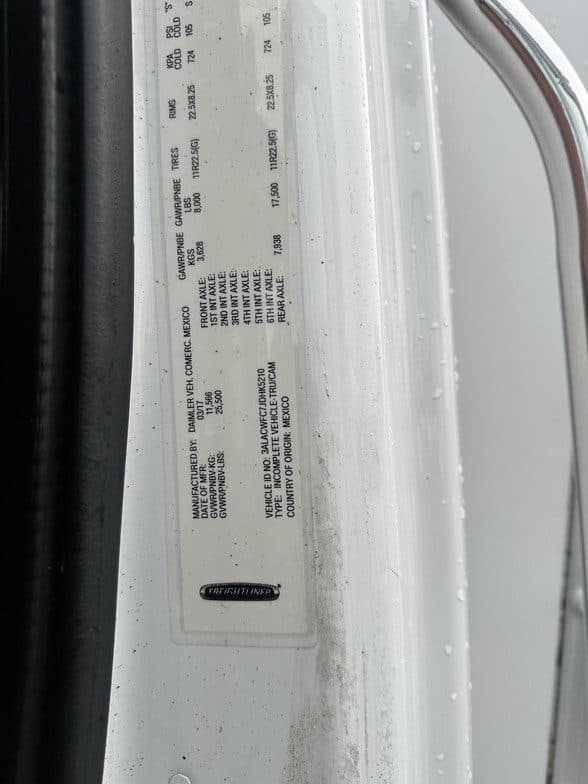 FREIGHTLINER®
MANUFACTURED BY: DAIMLER VEH. COMERC. MEXICO
DATE OF MFR: 03/17
GVWR/PNBV-KG: 11,566
GVWR/PNBV-LBS: 25,500
GAWR/PNBE GAWR/PNBE TIRES RIMS KPA PSI "S"
KGS LBS COLD COLD
FRONT AXLE: 3,628 8,000 11R22.5(G) 22.5X8.25 724 105 S
1ST INT AXLE:
2ND INT AXLE:
3RD INT AXLE:
4TH INT AXLE:
5TH INT AXLE:
6TH INT AXLE:
REAR AXLE: 7,938 17,500 11R22.5(G) 22.5X8.25 724 105
VEHICLE ID NO: 3ALACWFC7JDHK5210
TYPE: INCOMPLETE VEHICLE-TRU/CAM
COUNTRY OF ORIGIN: MEXICO